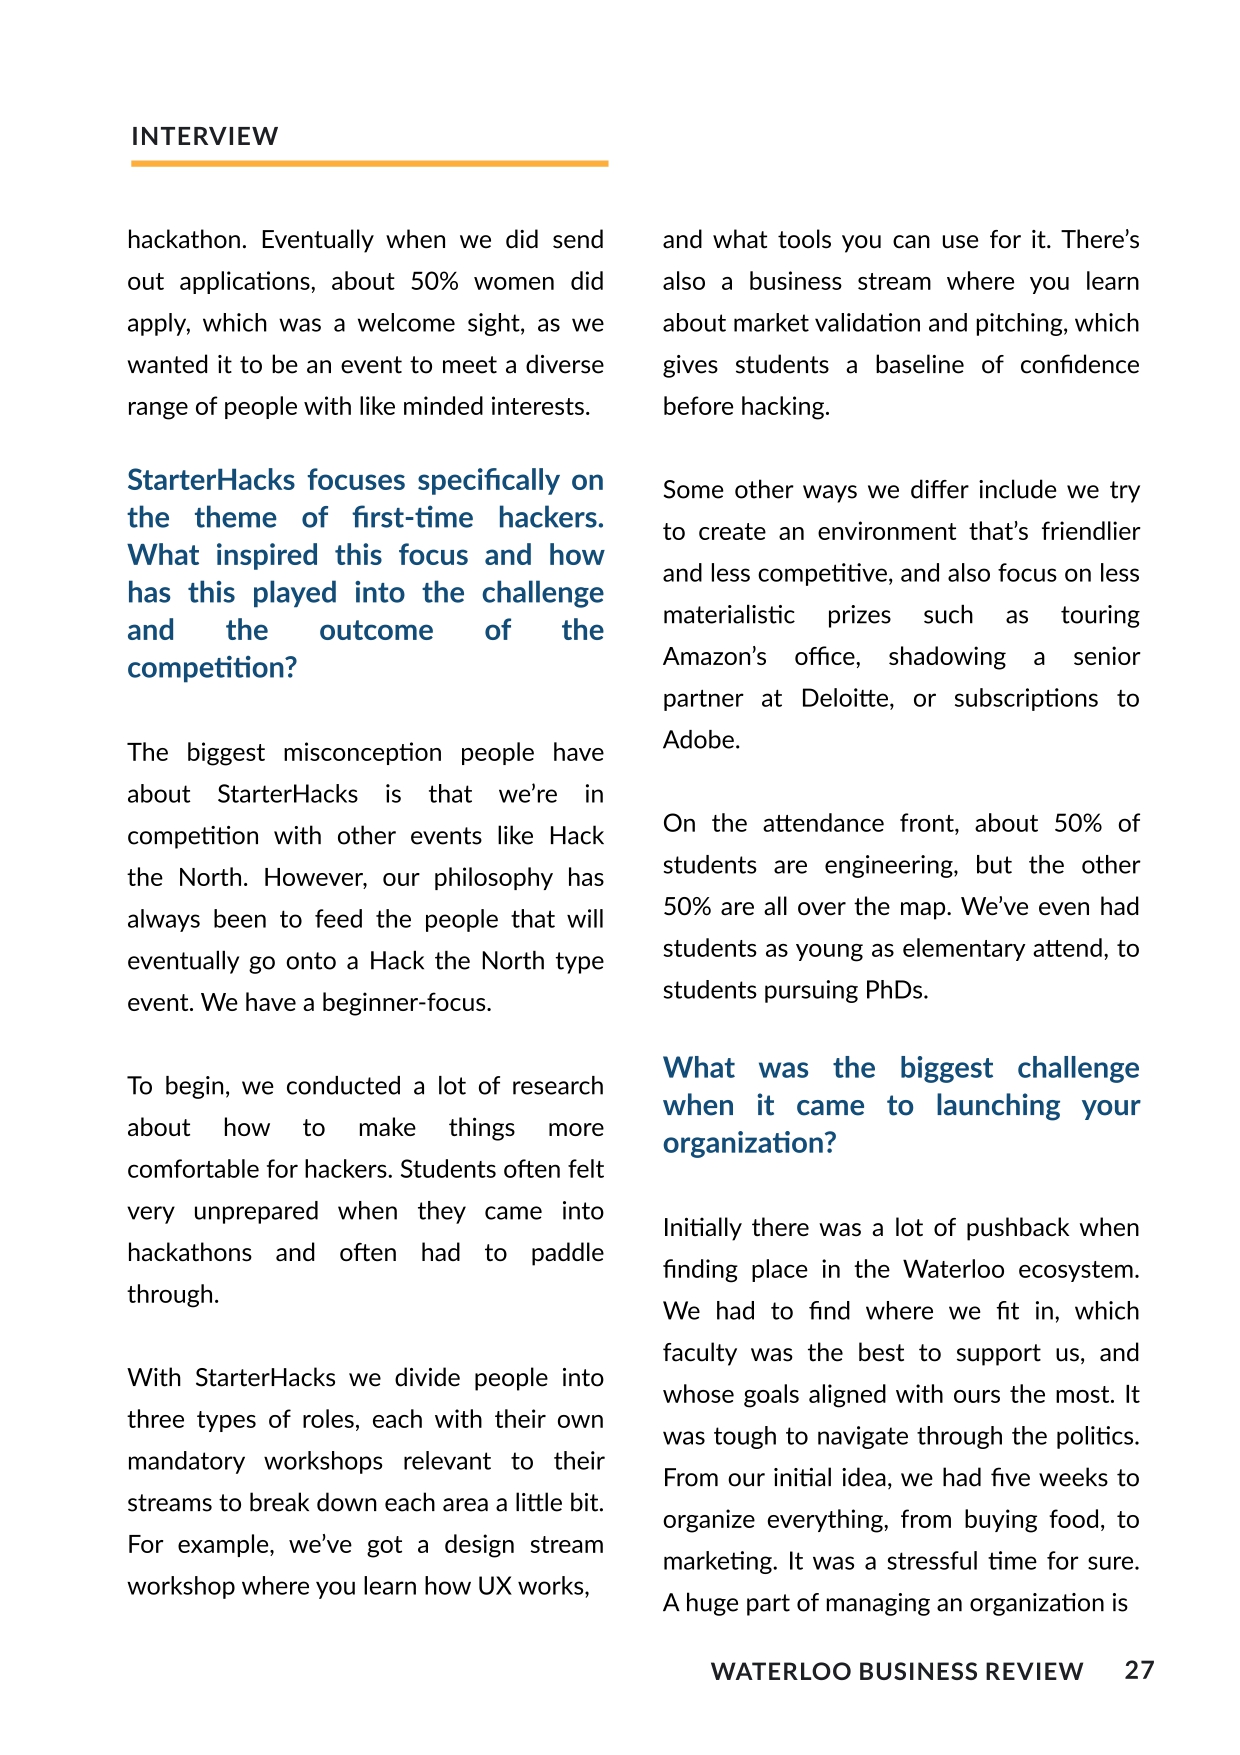 INTERVIEW
hackathon. Eventually when we did send
out applications, about 50% women did
apply, which was a welcome sight, as we
wanted it to be an event to meet a diverse
range of people with like minded interests.
StarterHacks focuses specifically on
the theme of first-time hackers.
What inspired this focus and how
has this played into the challenge
and the outcome of the
competition?
The biggest misconception people have
about StarterHacks is that we’re in
competition with other events like Hack
the North. However, our philosophy has
always been to feed the people that will
eventually go onto a Hack the North type
event. We have a beginner-focus.
To begin, we conducted a lot of research
about how to make things more
comfortable for hackers. Students often felt
very unprepared when they came into
hackathons and often had to paddle
through.
With StarterHacks we divide people into
three types of roles, each with their own
mandatory workshops relevant to their
streams to break down each area a little bit.
For example, we’ve got a design stream
workshop where you learn how UX works,
and what tools you can use for it. There’s
also a business stream where you learn
about market validation and pitching, which
gives students a baseline of confidence
before hacking.
Some other ways we differ include we try
to create an environment that’s friendlier
and less competitive, and also focus on less
materialistic prizes such as touring
Amazon’s office, shadowing a senior
partner at Deloitte, or subscriptions to
Adobe.
On the attendance front, about 50% of
students are engineering, but the other
50% are all over the map. We’ve even had
students as young as elementary attend, to
students pursuing PhDs.
What was the biggest challenge
when it came to launching your
organization?
Initially there was a lot of pushback when
finding place in the Waterloo ecosystem.
We had to find where we fit in, which
faculty was the best to support us, and
whose goals aligned with ours the most. It
was tough to navigate through the politics.
From our initial idea, we had five weeks to
organize everything, from buying food, to
marketing. It was a stressful time for sure.
A huge part of managing an organization is
WATERLOO BUSINESS REVIEW 27